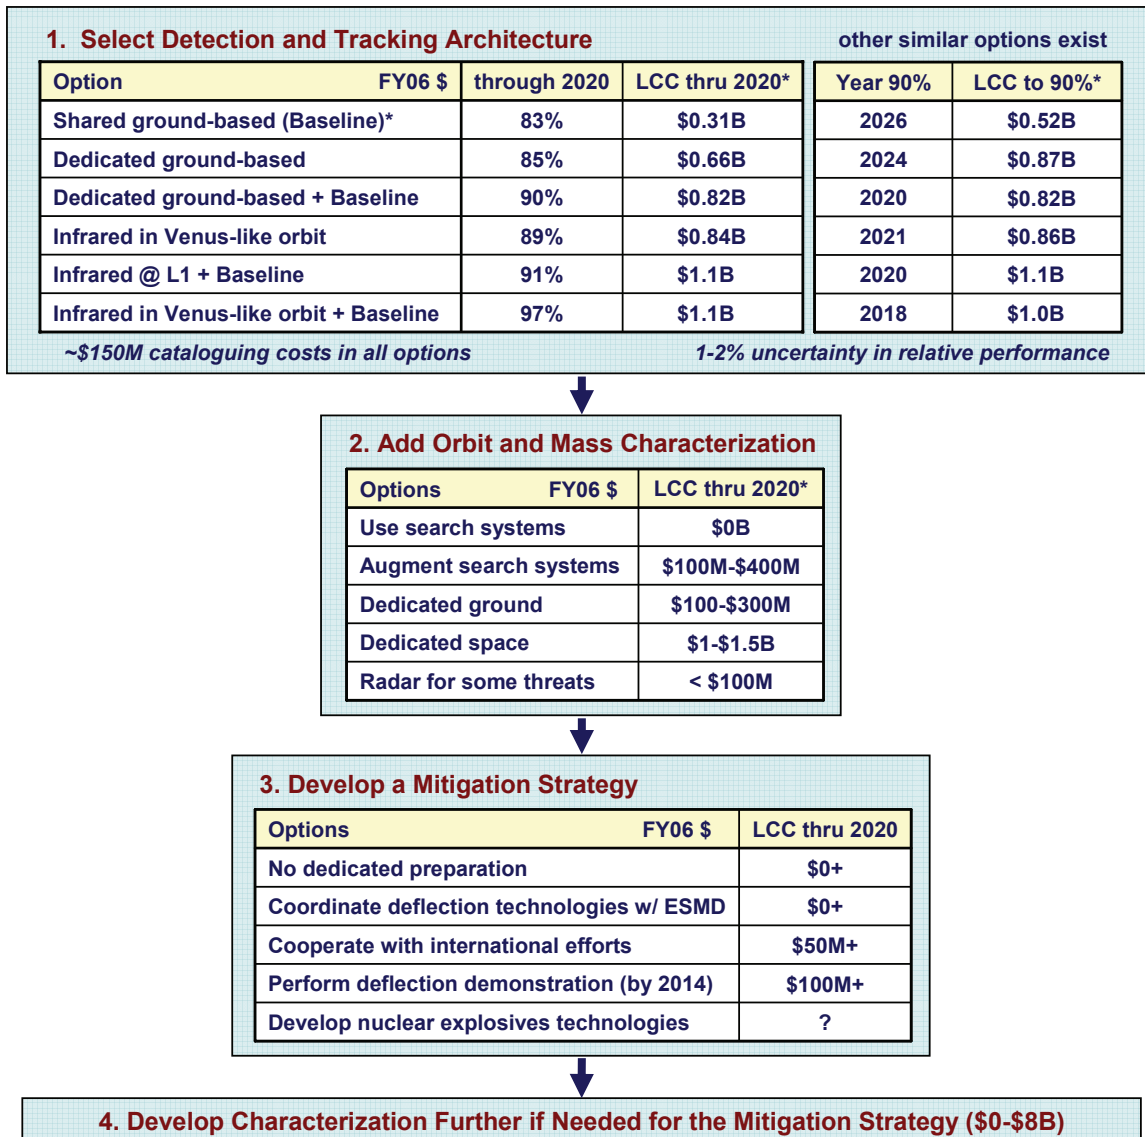 1. Select Detection and Tracking Architecture other similar options exist
Option FY06 $ through 2020 LCC thru 2020* Year 90% LCC to 90%*
Shared ground-based (Baseline)* 83% $0.31B 2026 $0.52B
Dedicated ground-based 85% $0.66B 2024 $0.87B
Dedicated ground-based + Baseline 90% $0.82B 2020 $0.82B
Infrared in Venus-like orbit 89% $0.84B 2021 $0.86B
Infrared @ L1 + Baseline 91% $1.1B 2020 $1.1B
Infrared in Venus-like orbit + Baseline 97% $1.1B 2018 $1.0B
~$150M cataloguing costs in all options 1-2% uncertainty in relative performance
2. Add Orbit and Mass Characterization
Options FY06 $ LCC thru 2020*
Use search systems $0B
Augment search systems $100M-$400M
Dedicated ground $100-$300M
Dedicated space $1-$1.5B
Radar for some threats < $100M
3. Develop a Mitigation Strategy
Options FY06 $ LCC thru 2020
No dedicated preparation $0+
Coordinate deflection technologies w/ ESMD $0+
Cooperate with international efforts $50M+
Perform deflection demonstration (by 2014) $100M+
Develop nuclear explosives technologies ?
4. Develop Characterization Further if Needed for the Mitigation Strategy ($0-$8B)